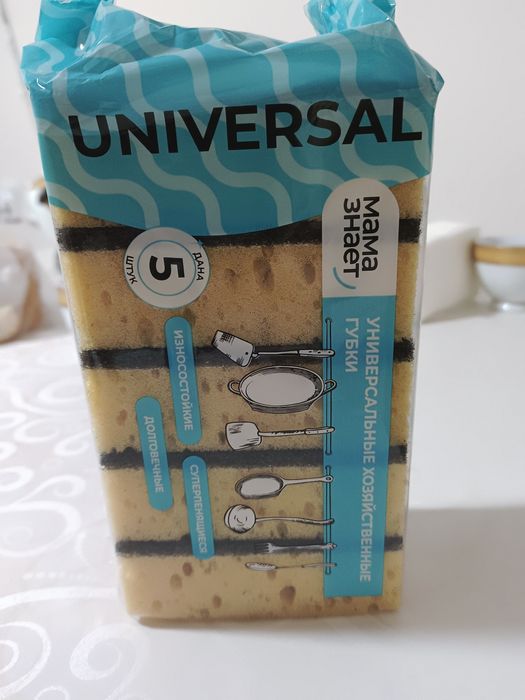 UNIVERSAL
мама
знает
УНИВЕРСАЛЬНЫЕ ХОЗЯЙСТВЕННЫЕ
ГУБКИ
ДАНА
5
ШТУК
ИЗНОСОСТОЙКИЕ
СУПЕРПЕНЯЩИЕСЯ
ДОЛГОВЕЧНЫЕ